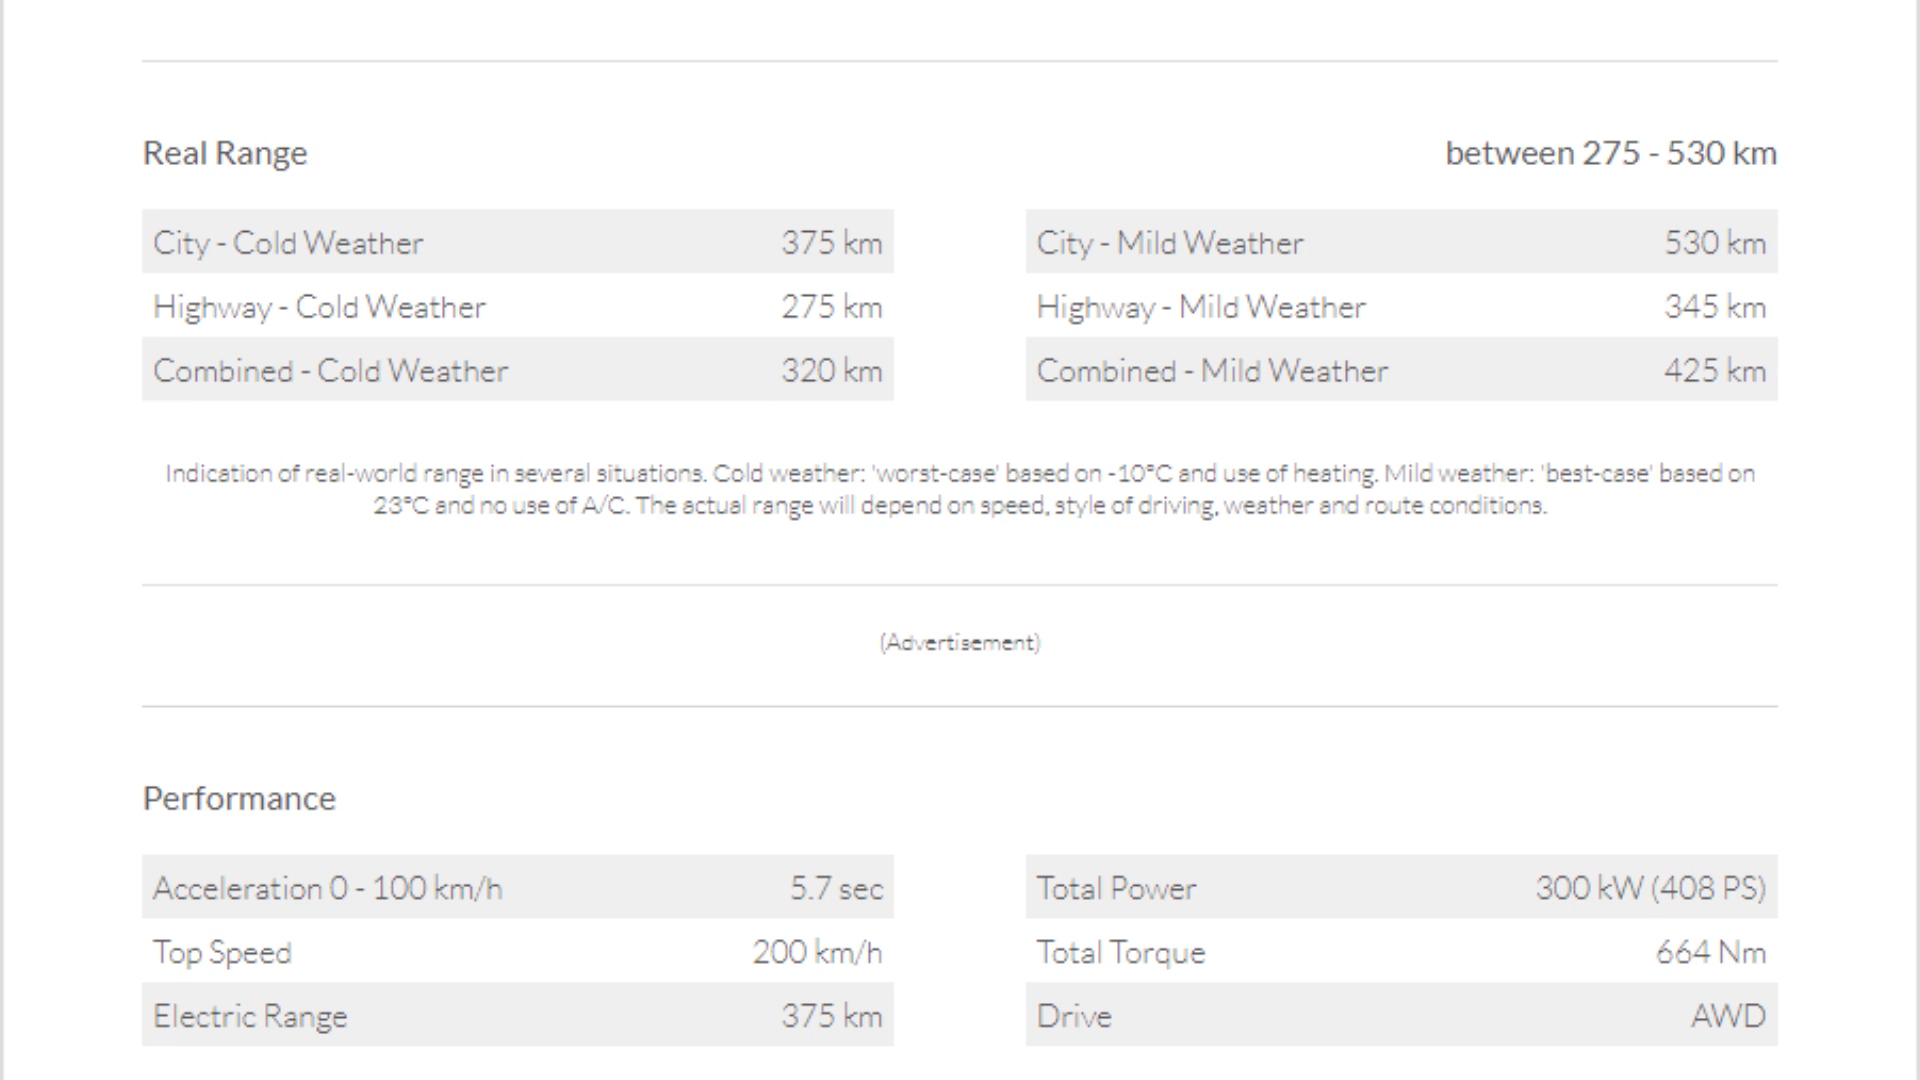 Real Range between 275 - 530 km
City - Cold Weather 375 km City - Mild Weather 530 km
Highway - Cold Weather 275 km Highway - Mild Weather 345 km
Combined - Cold Weather 320 km Combined - Mild Weather 425 km
Indication of real-world range in several situations. Cold weather: 'worst-case' based on -10°C and use of heating. Mild weather: 'best-case' based on
23°C and no use of A/C. The actual range will depend on speed, style of driving, weather and route conditions.
(Advertisement)
Performance
Acceleration 0 - 100 km/h 5.7 sec Total Power 300 kW (408 PS)
Top Speed 200 km/h Total Torque 664 Nm
Electric Range 375 km Drive AWD